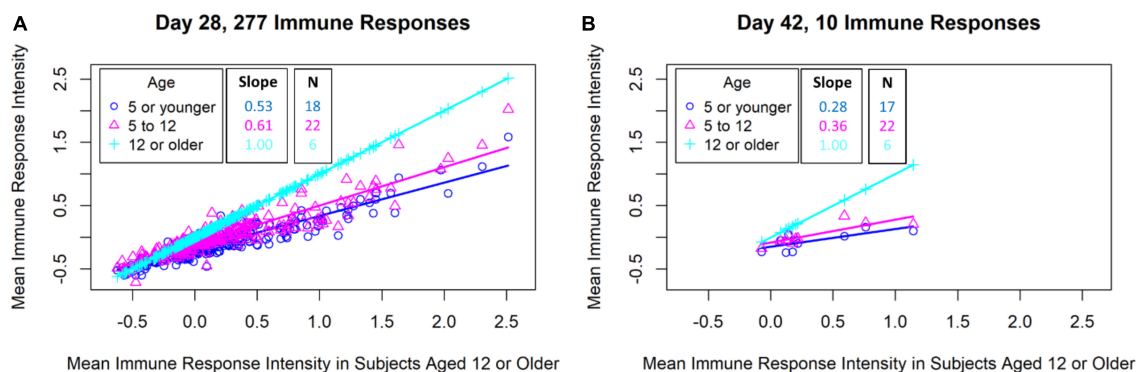 A
Day 28, 277 Immune Responses
Mean Immune Response Intensity
2.5
1.5
0.5
-0.5
Age Slope N
5 or younger 0.53 18
5 to 12 0.61 22
12 or older 1.00 6
-0.5 0.0 0.5 1.0 1.5 2.0 2.5
Mean Immune Response Intensity in Subjects Aged 12 or Older
B
Day 42, 10 Immune Responses
Mean Immune Response Intensity
2.5
1.5
0.5
-0.5
Age Slope N
5 or younger 0.28 17
5 to 12 0.36 22
12 or older 1.00 6
-0.5 0.0 0.5 1.0 1.5 2.0 2.5
Mean Immune Response Intensity in Subjects Aged 12 or Older